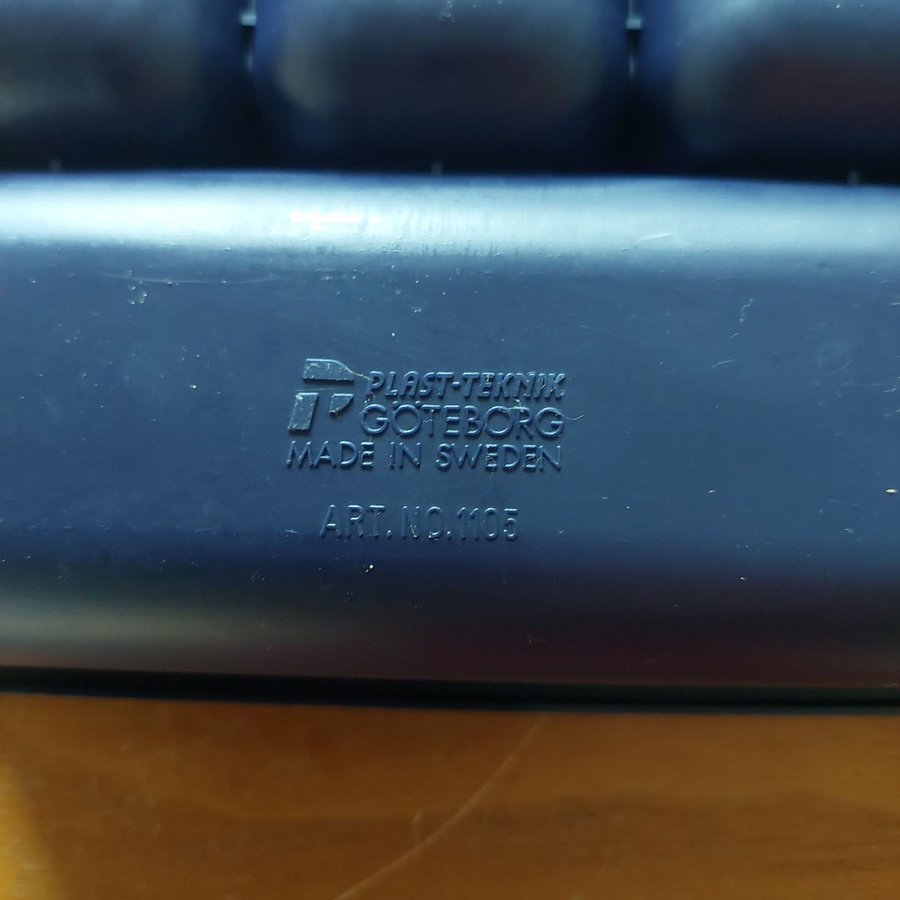 PLAST-TEKNIK
GÖTEBORG
MADE IN SWEDEN
ART.NO.1105